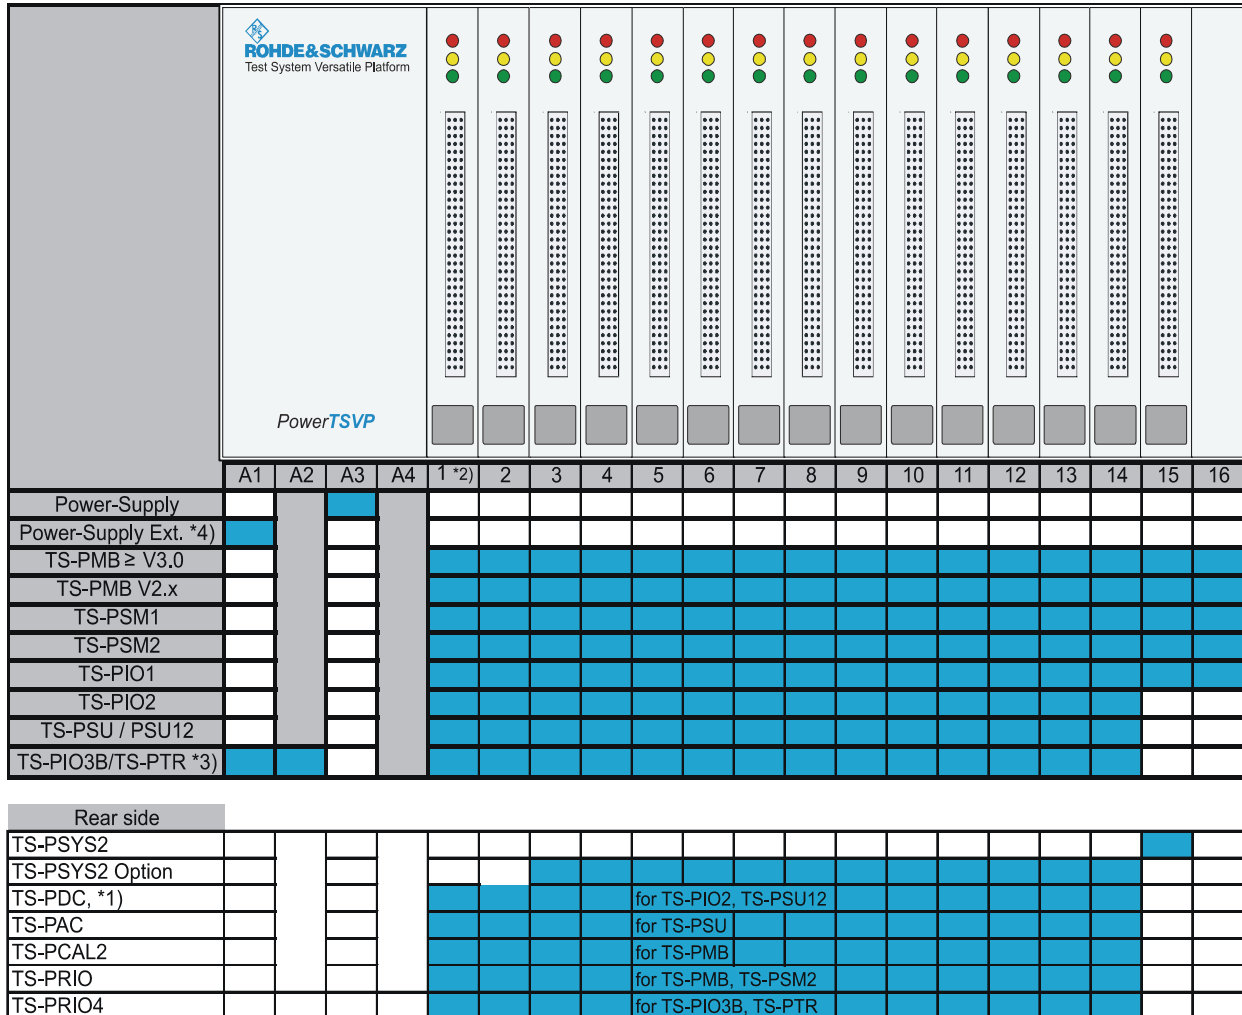 ROHDE&SCHWARZ
Test System Versatile Platform
PowerTSVP
A1 A2 A3 A4 1 *2) 2 3 4 5 6 7 8 9 10 11 12 13 14 15 16
Power-Supply
Power-Supply Ext. *4)
TS-PMB ≥ V3.0
TS-PMB V2.x
TS-PSM1
TS-PSM2
TS-PIO1
TS-PIO2
TS-PSU / PSU12
TS-PIO3B/TS-PTR *3)
Rear side
TS-PSYS2
TS-PSYS2 Option
TS-PDC, *1) for TS-PIO2, TS-PSU12
TS-PAC for TS-PSU
TS-PCAL2 for TS-PMB
TS-PRIO for TS-PMB, TS-PSM2
TS-PRIO4 for TS-PIO3B, TS-PTR